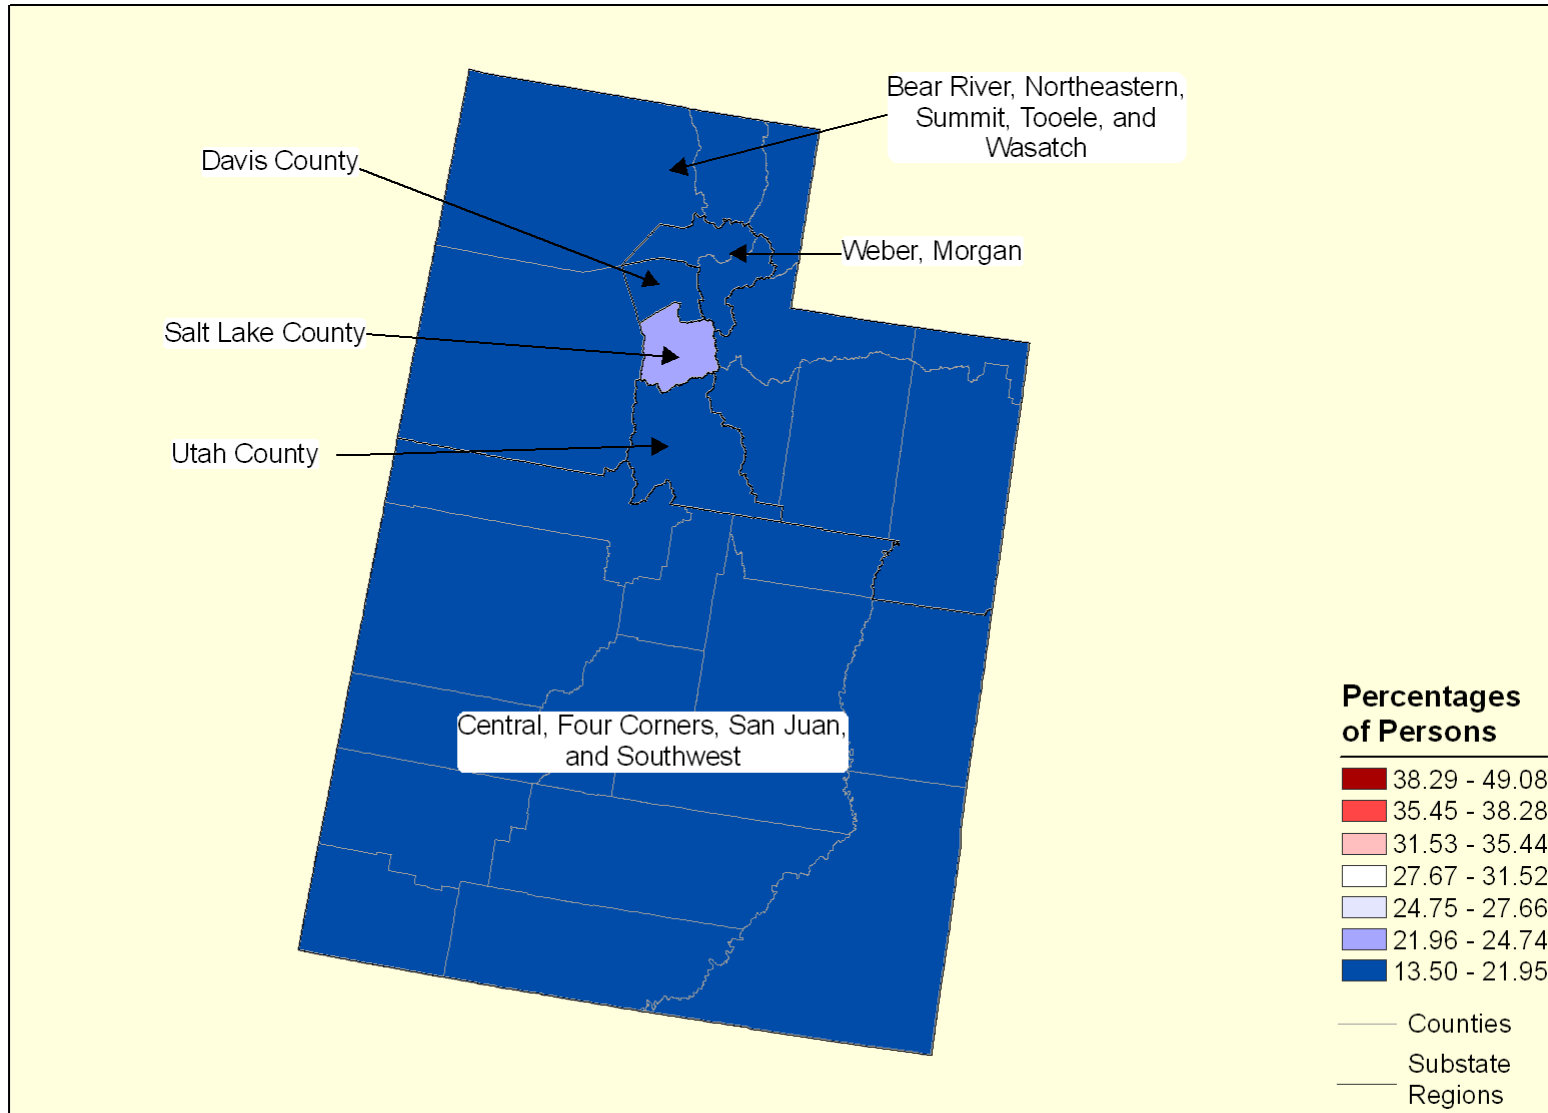 Bear River, Northeastern,
Summit, Tooele, and
Wasatch
Davis County
Weber, Morgan
Salt Lake County
Utah County
Central, Four Corners, San Juan,
and Southwest
Percentages
of Persons
38.29 - 49.08
35.45 - 38.28
31.53 - 35.44
27.67 - 31.52
24.75 - 27.66
21.96 - 24.74
13.50 - 21.95
Counties
Substate
Regions